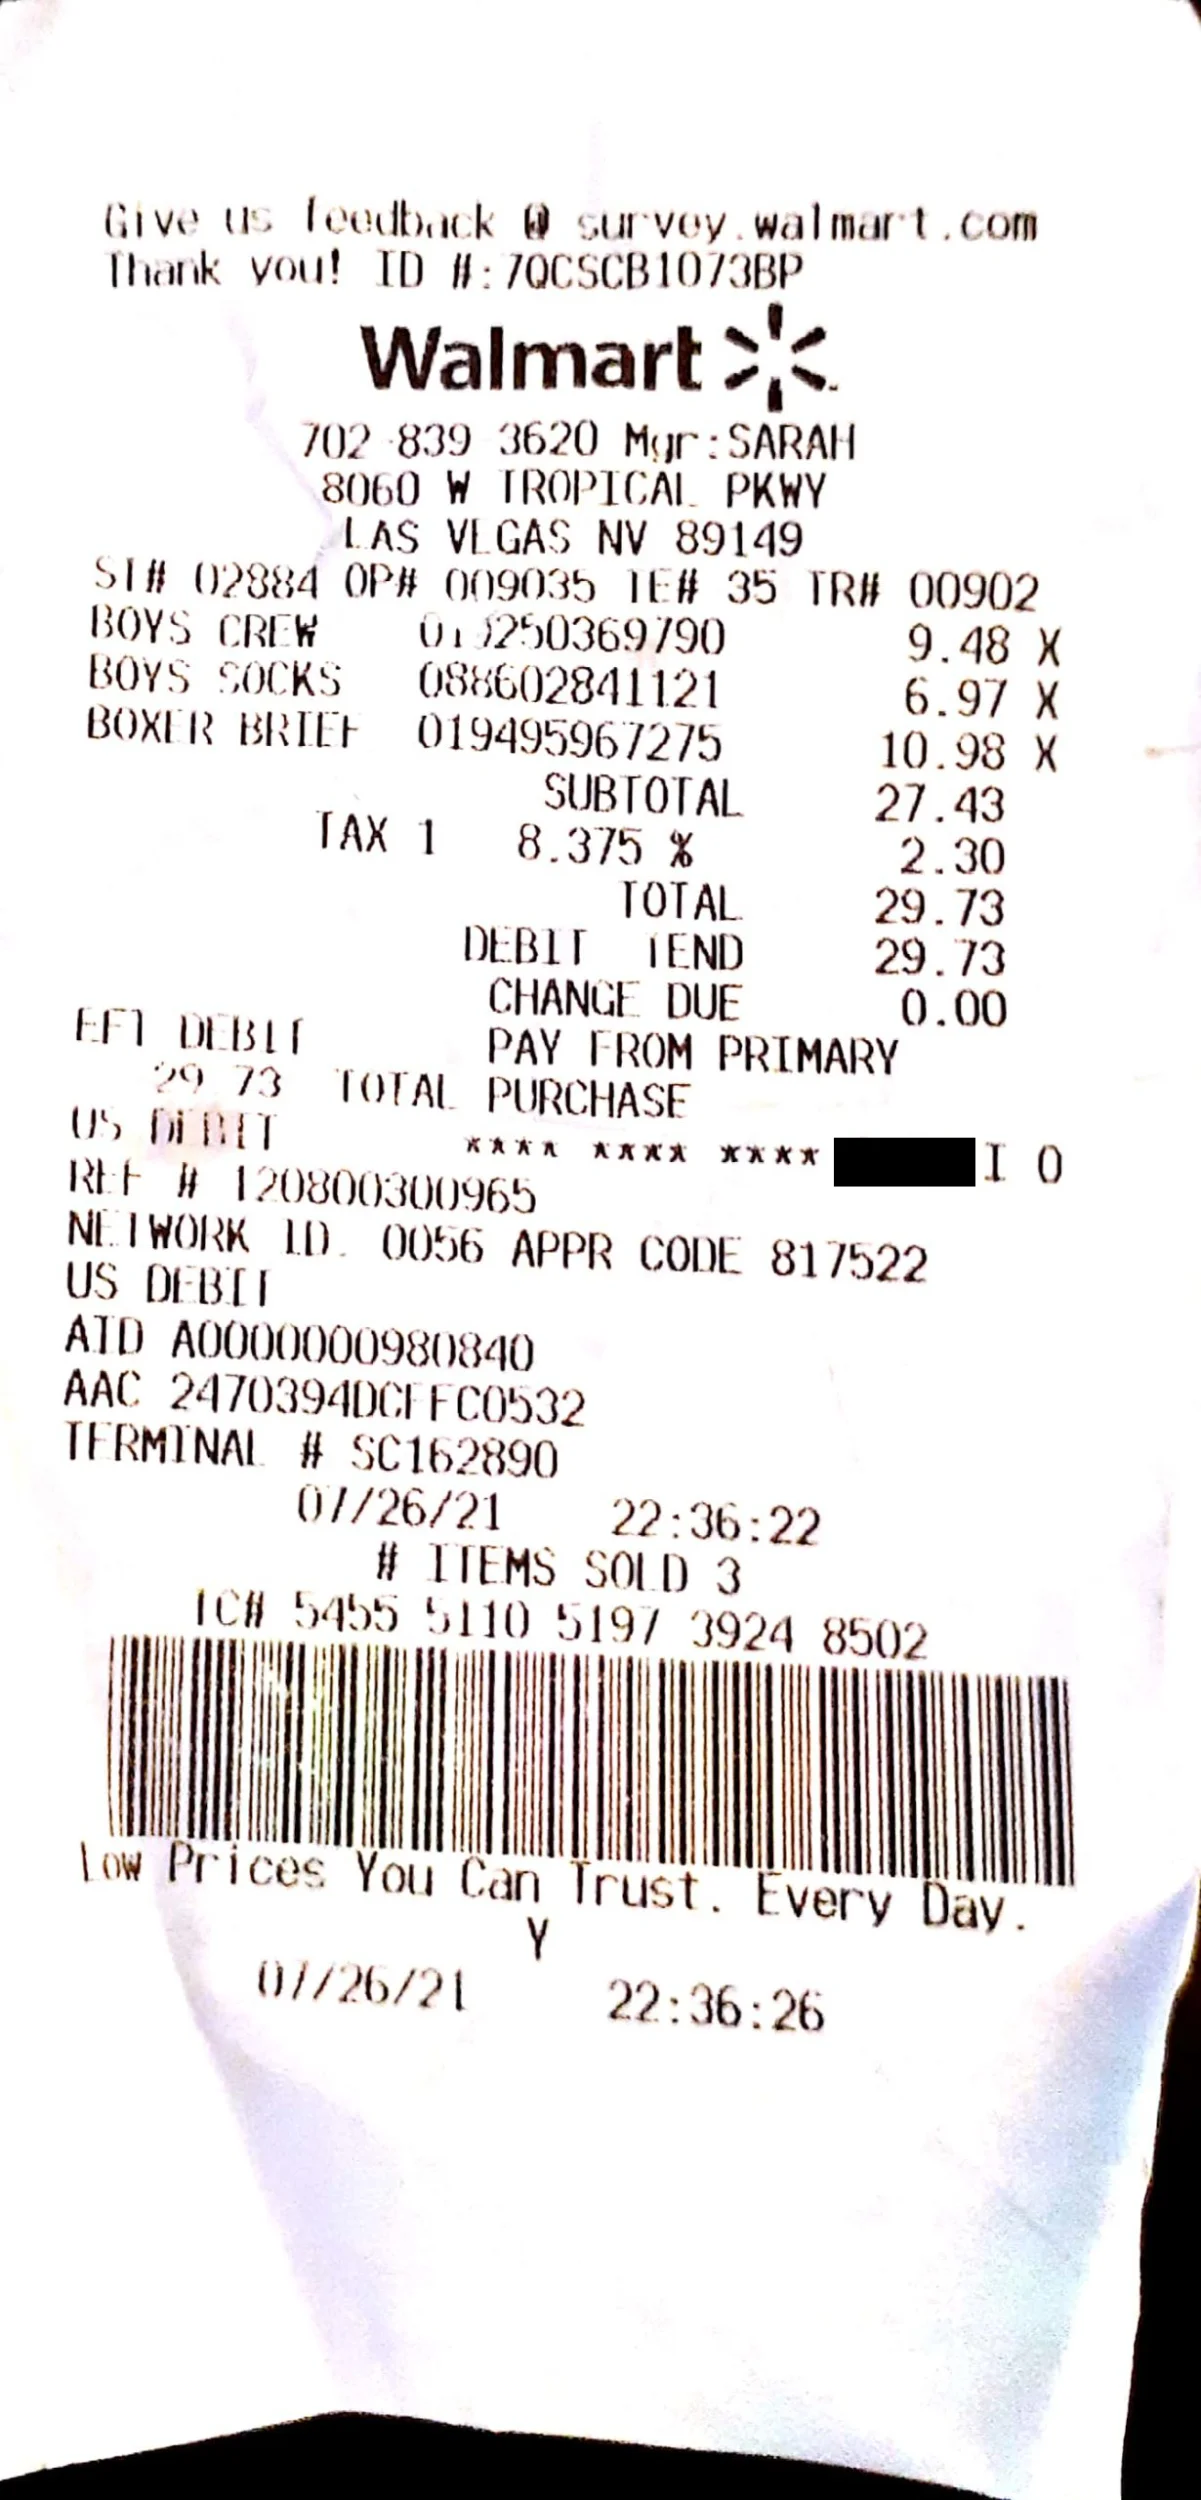 Give us feedback @ survey.walmart.com
Thank you! ID #:7QCSCB1073BP
Walmart
702-839-3620 Mgr:SARAH
8060 W TROPICAL PKWY
LAS VEGAS NV 89149
ST# 02884 OP# 009035 TE# 35 TR# 00902
BOYS CREW 9.48 X
BOYS SOCKS 088602841121 6.97 X
BOXER BRIEF 019495967275 10.98 X
SUBTOTAL 27.43
TAX 1 8.375 % 2.30
TOTAL 29.73
DEBIT TEND 29.73
CHANGE DUE 0.00
EFT DEBIT PAY FROM PRIMARY
29.73 TOTAL PURCHASE
US DEBIT **** **** **** I 0
REF # 120800300965
NETWORK ID. 0056 APPR CODE 817522
US DEBIT
AID A0000000980840
AAC 2470394DCFFFC0532
TERMINAL # SC162890
07/26/21 22:36:22
# ITEMS SOLD 3
TC# 5455 5110 5197 3924 8502
Low Prices You Can Trust. Every Day.
Y
07/26/21 22:36:26